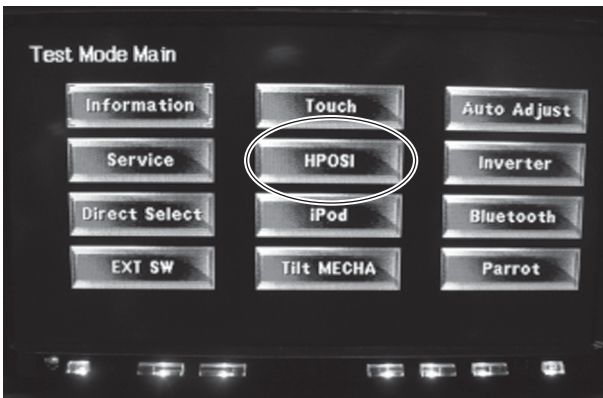 Test Mode Main
Information Touch Auto Adjust
Service HPOSI Inverter
Direct Select iPod Bluetooth
EXT SW Tilt MECHA Parrot